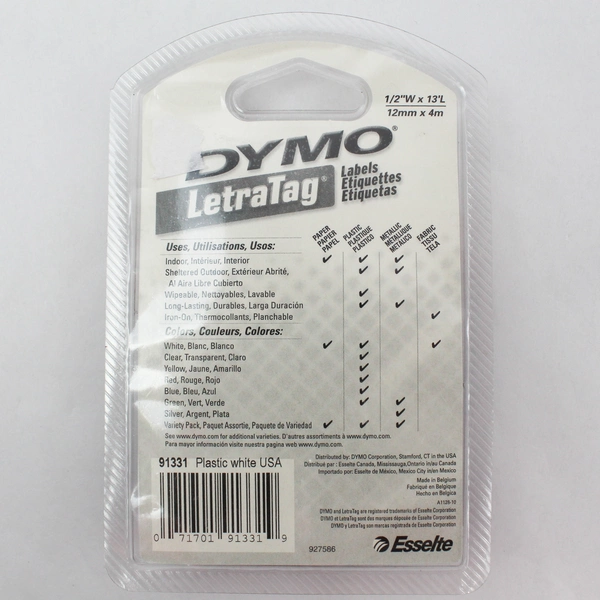 1/2"W x 13'L
12mm x 4m
DYMO®
LetraTag®
Labels
Etiquettes
Etiquetas
PAPER
PAPIER
PAPEL
PLASTIC
PLASTIQUE
PLÁSTICO
METALLIC
MÉTALLIQUE
METÁLICO
FABRIC
TISSU
TELA
Uses, Utilisations, Usos:
Indoor, Intérieur, Interior ✓ ✓ ✓
Sheltered Outdoor, Extérieur Abrité, ✓ ✓
Al Aire Libre Cubierto
Wipeable, Nettoyables, Lavable ✓
Long-Lasting, Durables, Larga Duración ✓ ✓
Iron-On, Thermocollants, Planchable ✓
Colors, Couleurs, Colores:
White, Blanc, Blanco ✓ ✓ ✓
Clear, Transparent, Claro ✓
Yellow, Jaune, Amarillo ✓
Red, Rouge, Rojo ✓
Blue, Bleu, Azul ✓
Green, Vert, Verde ✓ ✓
Silver, Argent, Plata ✓
Variety Pack, Paquet Assortie, Paquete de Variedad ✓ ✓ ✓
See www.dymo.com for additional varieties. D'autres assortiments à www.dymo.com.
Para mayor información visite nuestra pagina web www.dymo.com
91331 Plastic white USA
0 71701 91331 9
Distributed by: DYMO Corporation, Stamford, CT in the USA
Distribué par : Esselte Canada, Mississauga,Ontario in/au Canada
Importado por: Esselte de México, Mexico City in/en Mexico
Made in Belgium
Fabriqué en Belgique
Hecho en Belgica
A1128-10
DYMO and LetraTag are registered trademarks of Esselte Corporation
DYMO et LetraTag sont des marques déposée de Esselte Corporation
DYMO y LetraTag son marcas registradas de Esselte Corporation
927586
Esselte